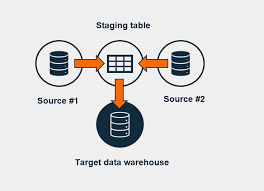 Staging table
Source #1
Source #2
Target data warehouse